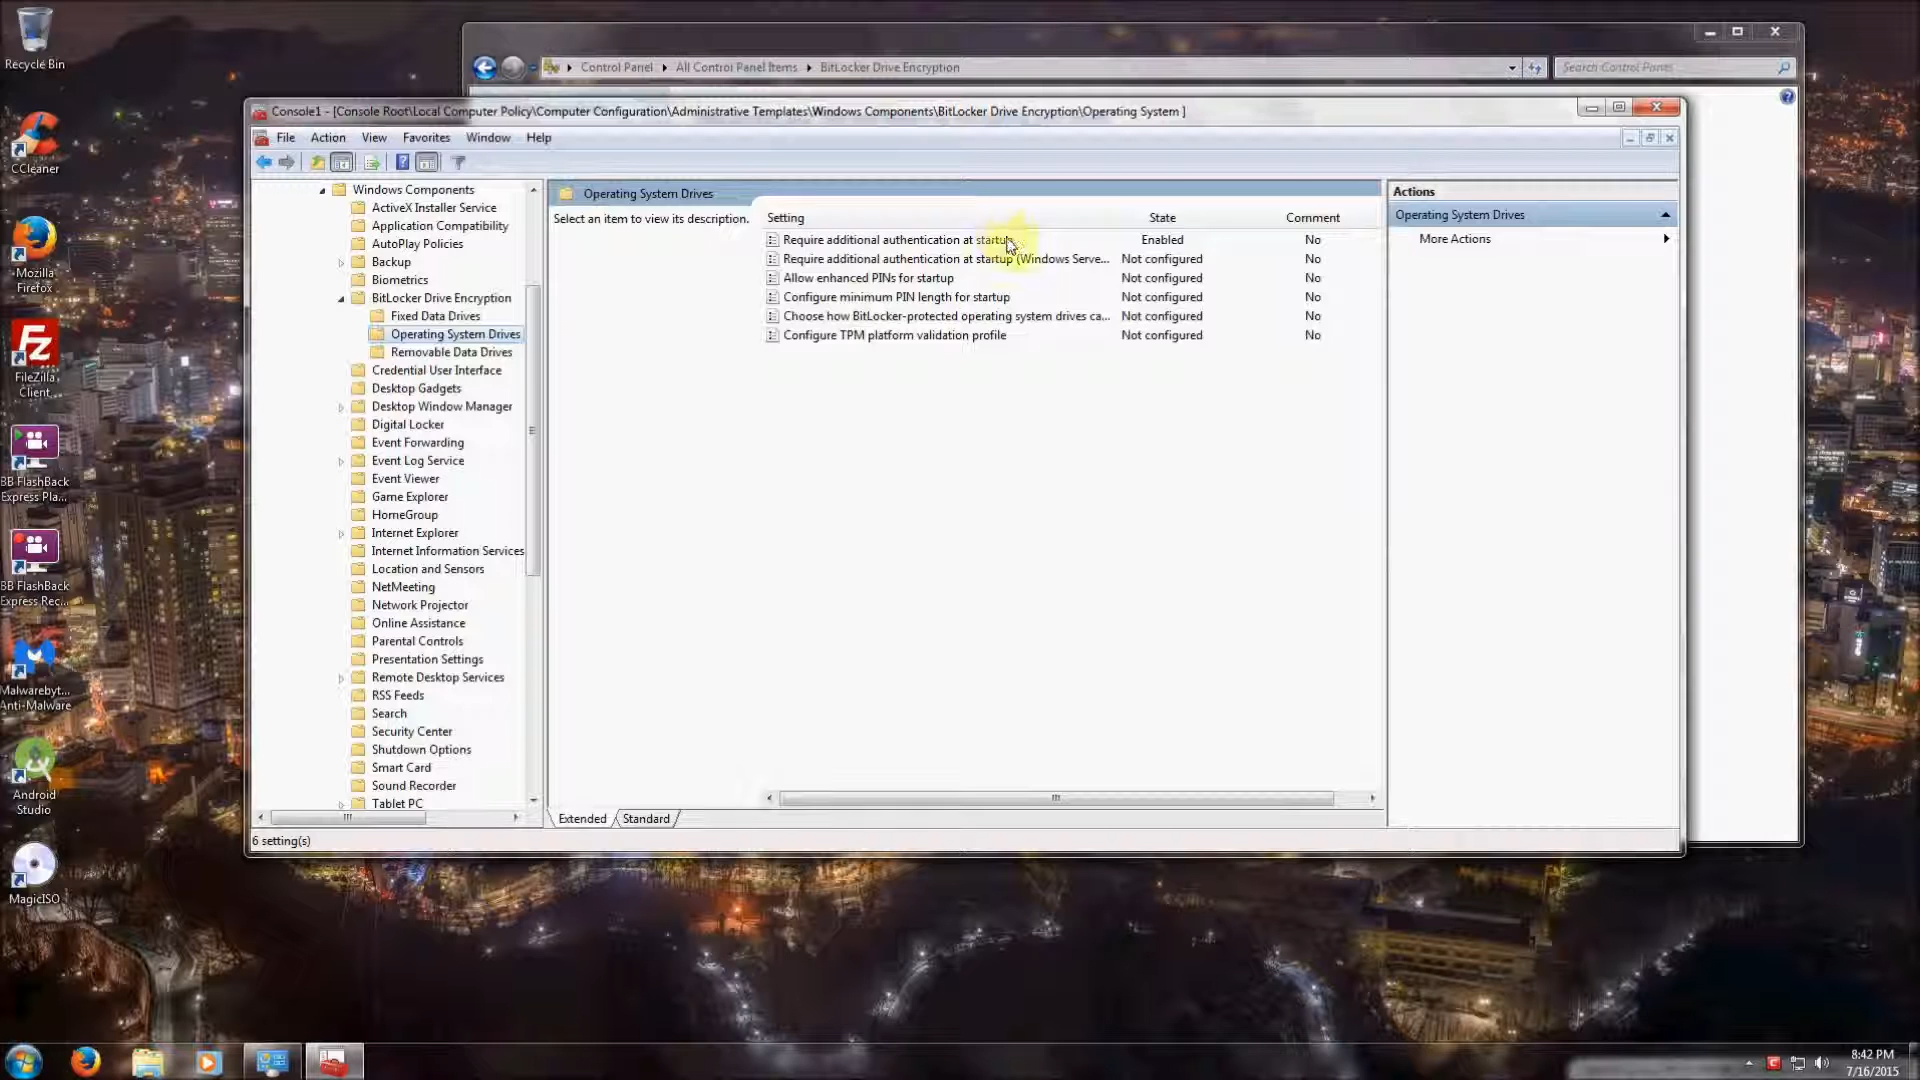 Recycle Bin
CCleaner
Mozilla
Firefox
FileZilla
Client
BB FlashBack
Express Pla...
BB FlashBack
Express Rec...
Malwareby...
Anti-Malware
Android
Studio
MagicISO
Control Panel
All Control Panel Items
BitLocker Drive Encryption
Search Control Panel
Console1 - [Console Root\Local Computer Policy\Computer Configuration\Administrative Templates\Windows Components\BitLocker Drive Encryption\Operating System ]
File Action View Favorites Window Help
Windows Components
ActiveX Installer Service
Application Compatibility
AutoPlay Policies
Backup
Biometrics
BitLocker Drive Encryption
Fixed Data Drives
Operating System Drives
Removable Data Drives
Credential User Interface
Desktop Gadgets
Desktop Window Manager
Digital Locker
Event Forwarding
Event Log Service
Event Viewer
Game Explorer
HomeGroup
Internet Explorer
Internet Information Services
Location and Sensors
NetMeeting
Network Projector
Online Assistance
Parental Controls
Presentation Settings
Remote Desktop Services
RSS Feeds
Search
Security Center
Shutdown Options
Smart Card
Sound Recorder
Tablet PC
Operating System Drives
Select an item to view its description.
Setting State Comment
Require additional authentication at startup Enabled No
Require additional authentication at startup (Windows Serve... Not configured No
Allow enhanced PINs for startup Not configured No
Configure minimum PIN length for startup Not configured No
Choose how BitLocker-protected operating system drives ca... Not configured No
Configure TPM platform validation profile Not configured No
Extended Standard
Actions
Operating System Drives
More Actions
6 setting(s)
8:42 PM
7/16/2015